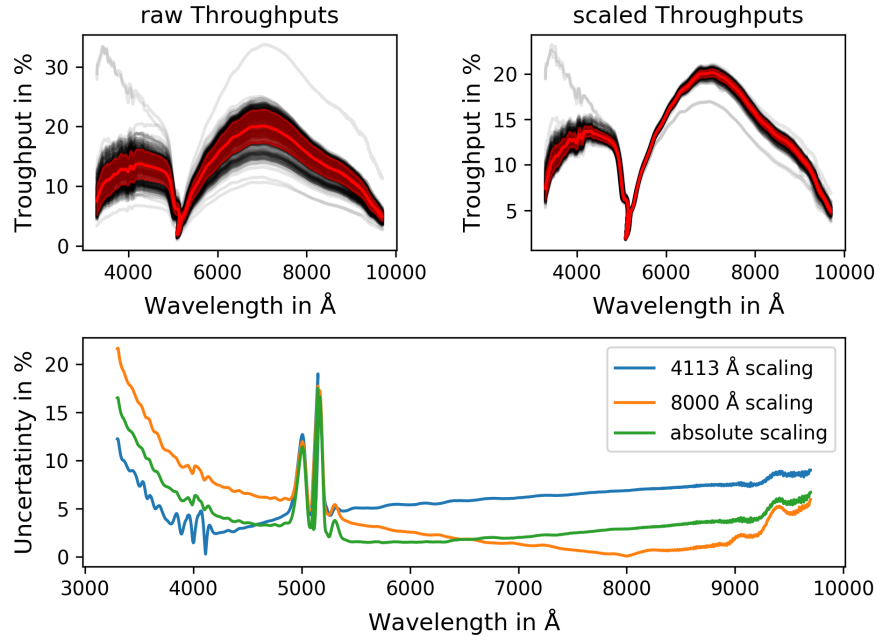 raw Throughputs
scaled Throughputs
Troughput in %
30
20
10
0
4000 6000 8000 10000
Wavelength in Å
Troughput in %
20
15
10
5
4000 6000 8000 10000
Wavelength in Å
Uncertatinty in %
20
15
10
5
0
4113 Å scaling
8000 Å scaling
absolute scaling
3000 4000 5000 6000 7000 8000 9000 10000
Wavelength in Å